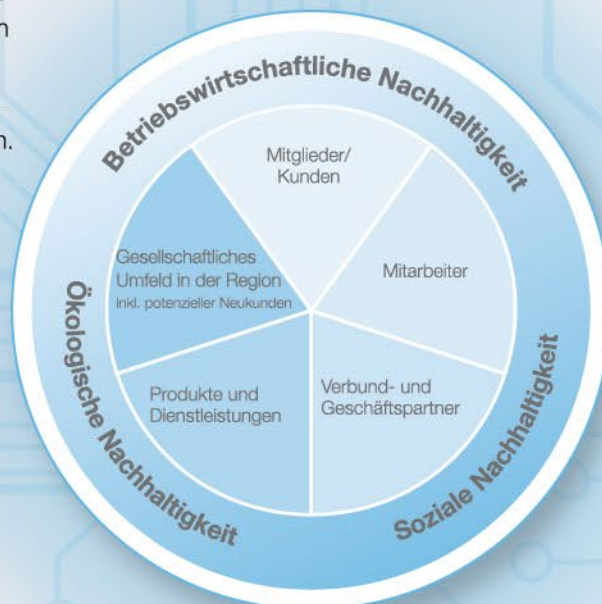 n
n.
Betriebswirtschaftliche Nachhaltigkeit
Mitglieder/
Kunden
Mitarbeiter
Gesellschaftliches
Umfeld in der Region
Inkl. potenzieller Neukunden
Produkte und
Dienstleistungen
Verbund- und
Geschäftspartner
Ökologische Nachhaltigkeit
Soziale Nachhaltigkeit